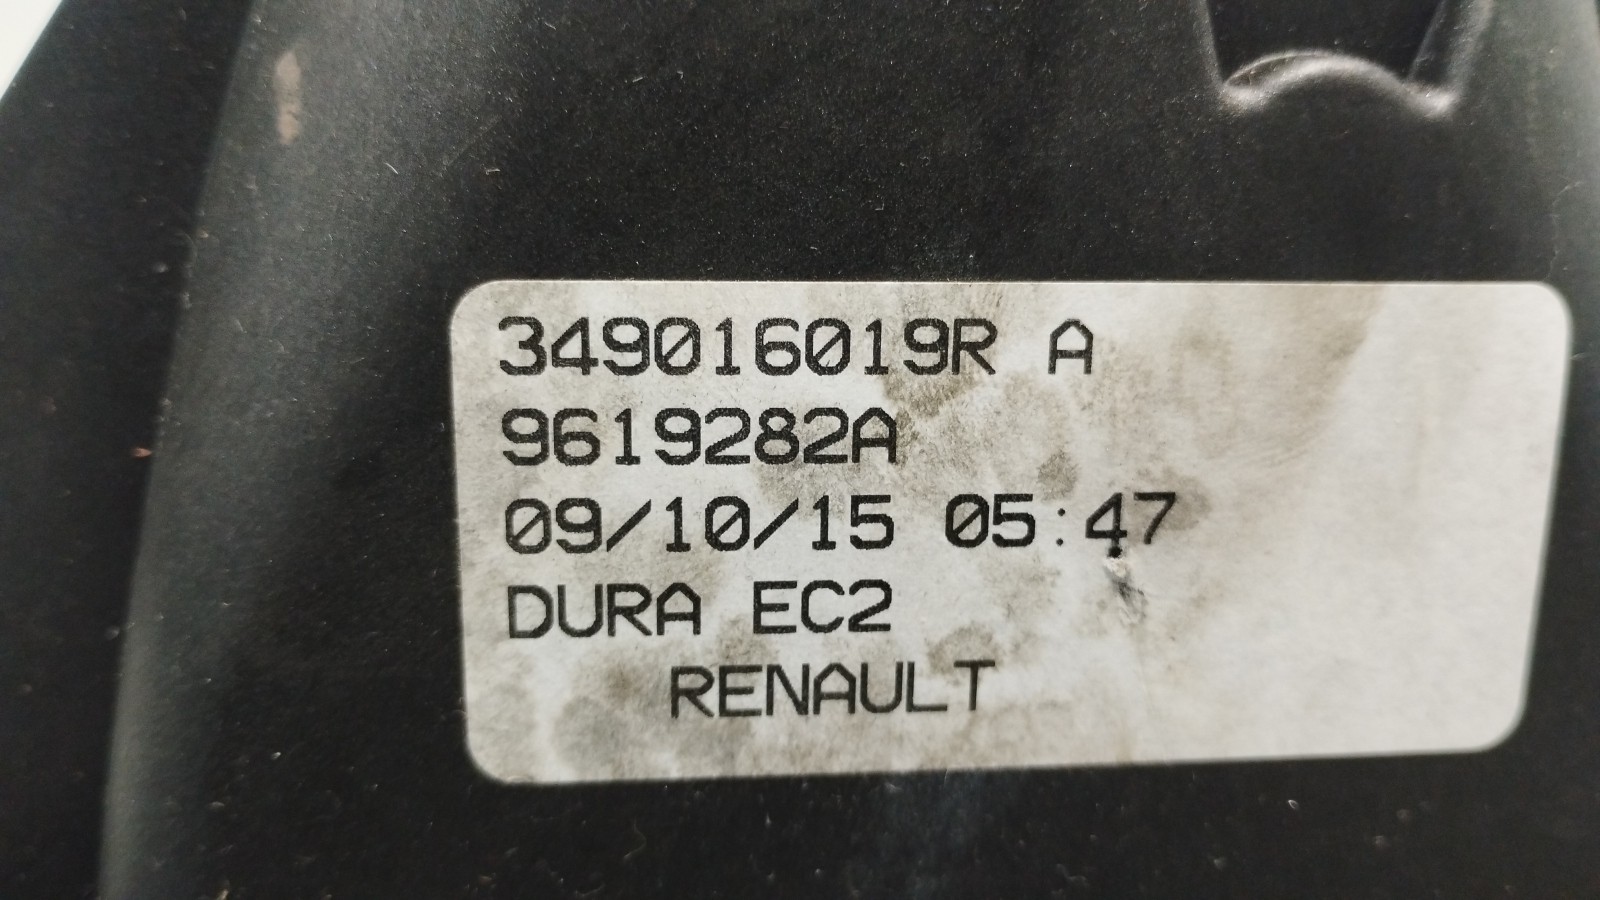 349016019R A
9619282A
09/10/15 05:47
DURA EC2
RENAULT